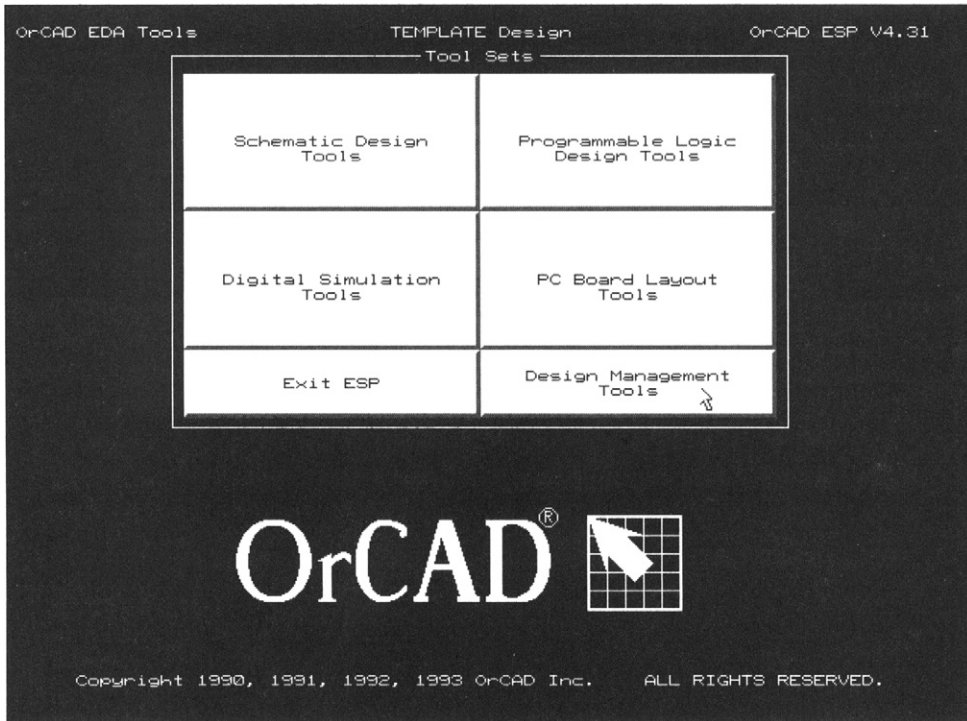 OrCAD EDA Tools TEMPLATE Design OrCAD ESP V4.31
Tool Sets
Schematic Design
Tools
Programmable Logic
Design Tools
Digital Simulation
Tools
PC Board Layout
Tools
Exit ESP
Design Management
Tools
OrCAD®
Copyright 1990, 1991, 1992, 1993 OrCAD Inc. ALL RIGHTS RESERVED.